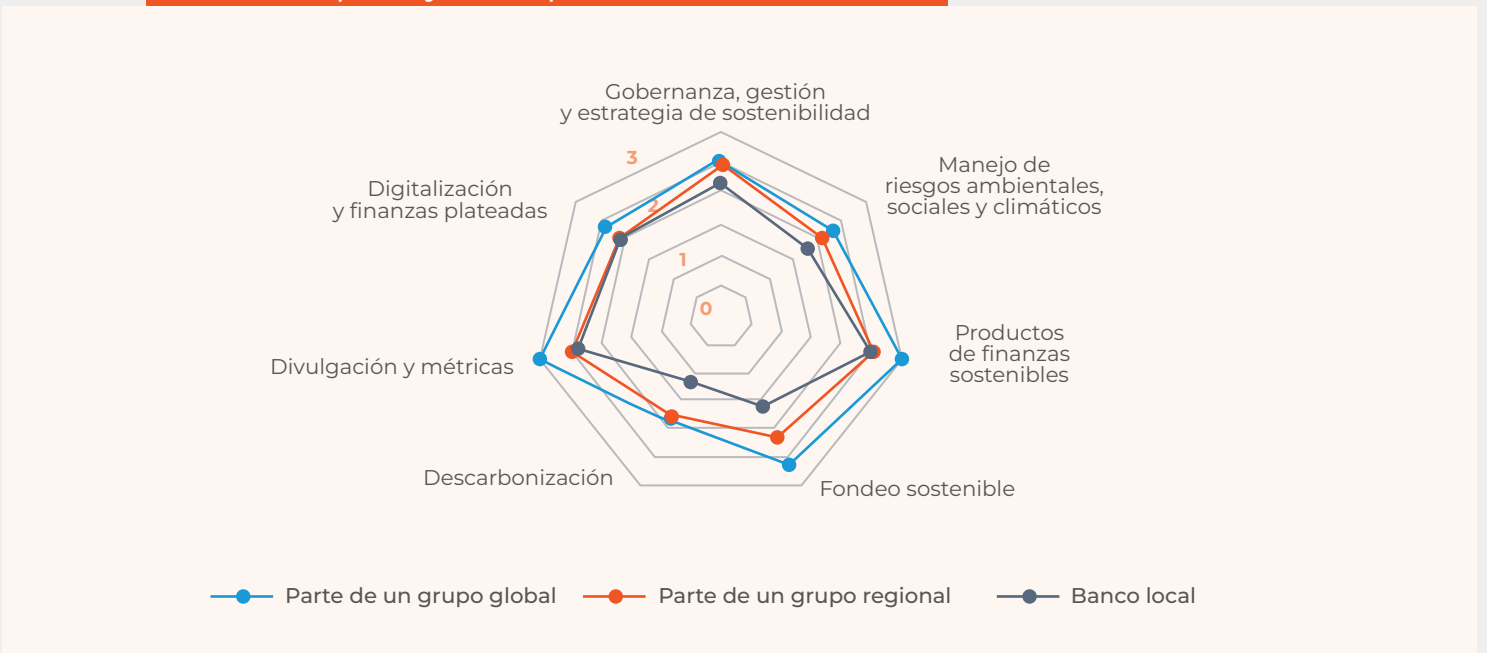 Gobernanza, gestión
y estrategia de sostenibilidad
3
Manejo de
riesgos ambientales,
sociales y climáticos
Digitalización
y finanzas plateadas
2
1
0
Productos
de finanzas
sostenibles
Divulgación y métricas
Descarbonización
Fondeo sostenible
Parte de un grupo global
Parte de un grupo regional
Banco local